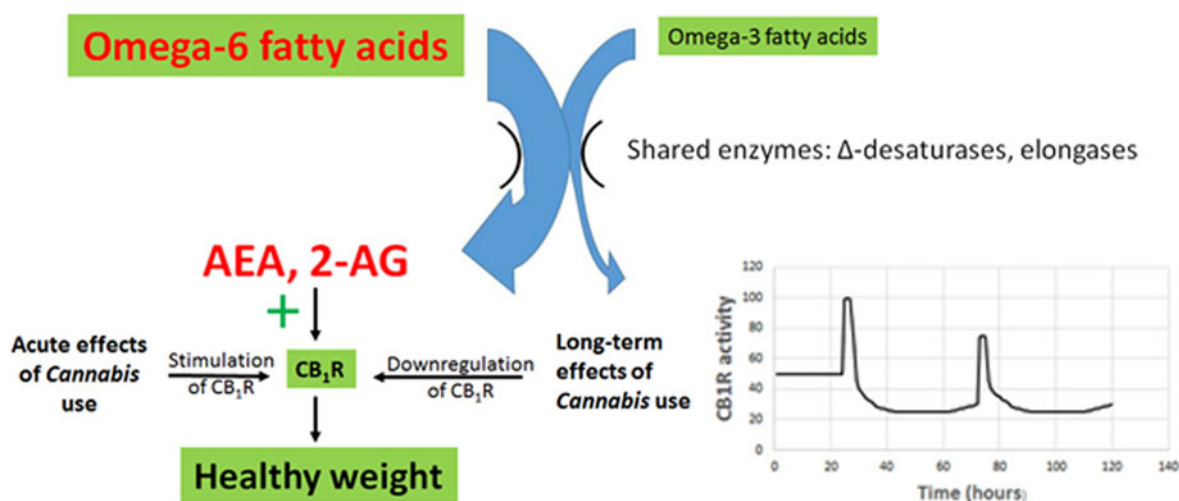 Omega-6 fatty acids
Omega-3 fatty acids
Shared enzymes: Δ-desaturases, elongases
AEA, 2-AG
+
Acute effects
of Cannabis
use
Stimulation
of CB₁R
CB₁R
Downregulation
of CB₁R
Long-term
effects of
Cannabis use
Healthy weight
CB1R activity
120
100
80
60
40
20
0
0 20 40 60 80 100 120 140
Time (hours)